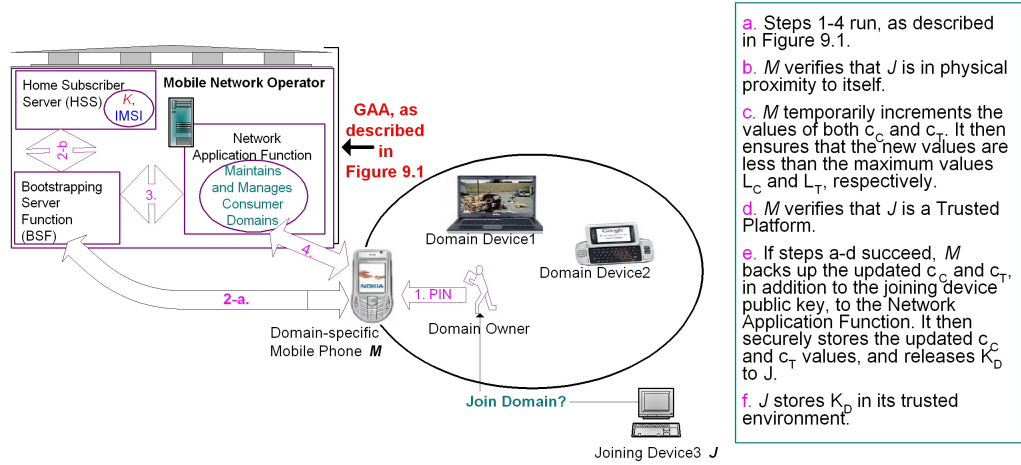 Mobile Network Operator
Home Subscriber
Server (HSS)
K,
IMSI
Network
Application Function
Maintains
and Manages
Consumer
Domains
2-b
3.
Bootstrapping
Server
Function
(BSF)
GAA, as
described
in
Figure 9.1
4.
2-a.
NOKIA
Domain-specific
Mobile Phone M
1. PIN
Domain Owner
Domain Device1
Google
Domain Device2
Join Domain?
Joining Device3 J
a. Steps 1-4 run, as described
in Figure 9.1.
b. M verifies that J is in physical
proximity to itself.
c. M temporarily increments the
values of both cC and cT. It then
ensures that the new values are
less than the maximum values
LC and LT, respectively.
d. M verifies that J is a Trusted
Platform.
e. If steps a-d succeed, M
backs up the updated cC and cT,
in addition to the joining device
public key, to the Network
Application Function. It then
securely stores the updated cC
and cT values, and releases KD
to J.
f. J stores KD in its trusted
environment.